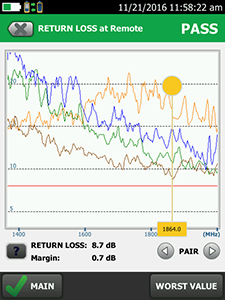 11/21/2016 11:58:22 am
RETURN LOSS at Remote
PASS
10
5
1400
1600
1800
(MHz)
1864.0
?
RETURN LOSS: 8.7 dB
PAIR
Margin: 0.7 dB
MAIN
WORST VALUE